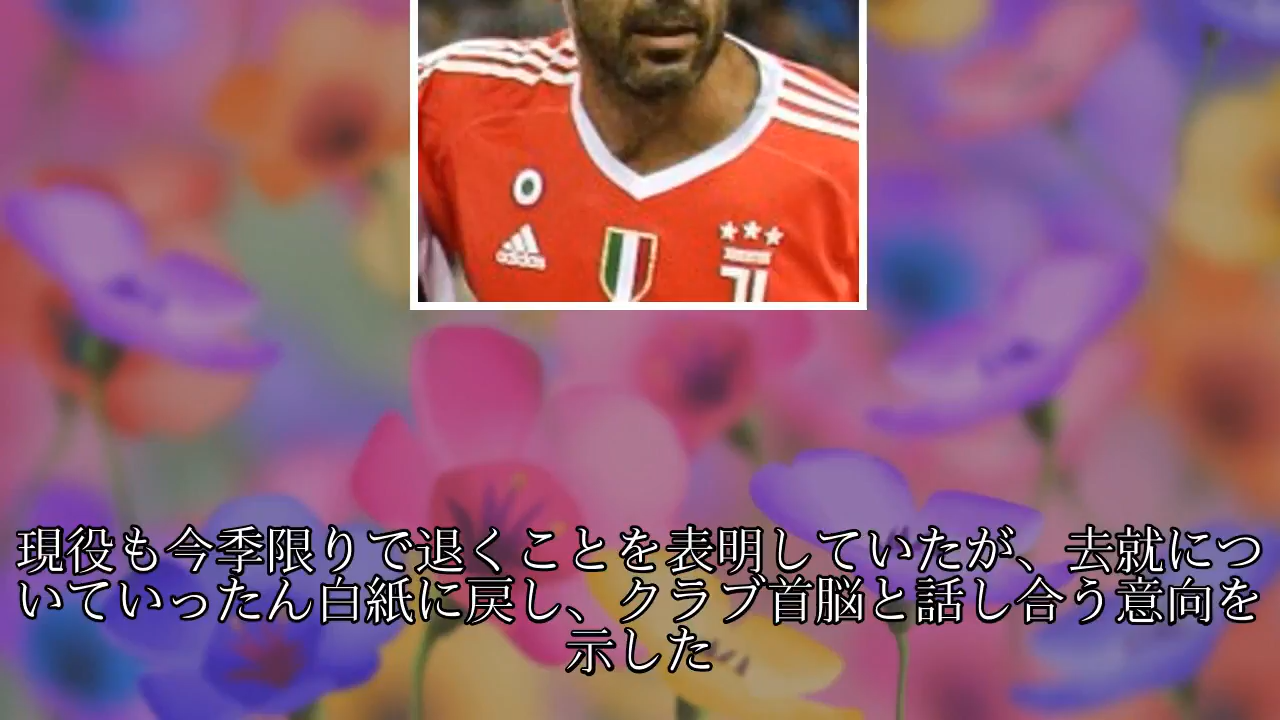 adidas
JUVENTUS
現役も今季限りで退くことを表明していたが、去就につ
いていったん白紙に戻し、クラブ首脳と話し合う意向を
示した